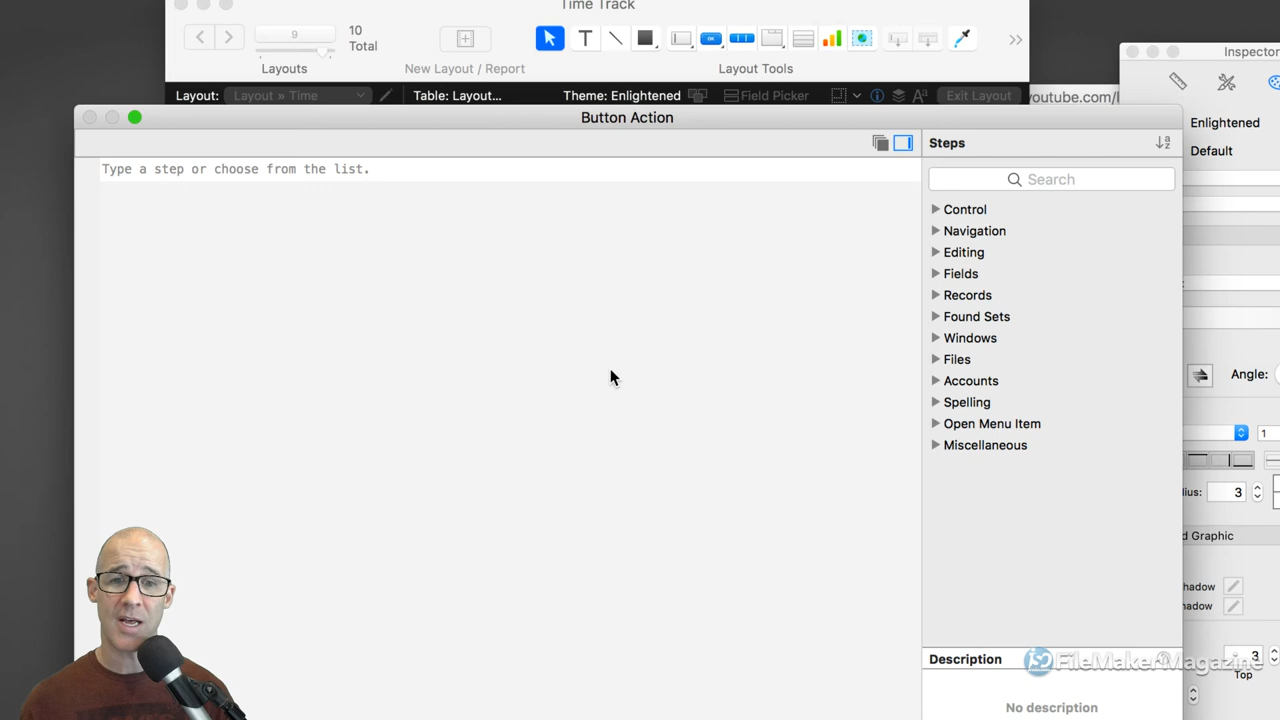 Time Track
9
10
Total
Layouts
New Layout / Report
Layout Tools
Layout:
Layout » Time
Table: Layout...
Theme: Enlightened
Field Picker
Exit Layout
youtube.com/
Inspector
Enlightened
Default
Button Action
Type a step or choose from the list.
Steps
Search
Control
Navigation
Editing
Fields
Records
Found Sets
Windows
Files
Accounts
Spelling
Open Menu Item
Miscellaneous
Angle:
1
ius:
3
d Graphic
hadow
hadow
3
Top
Description
No description
FileMakerMagazine